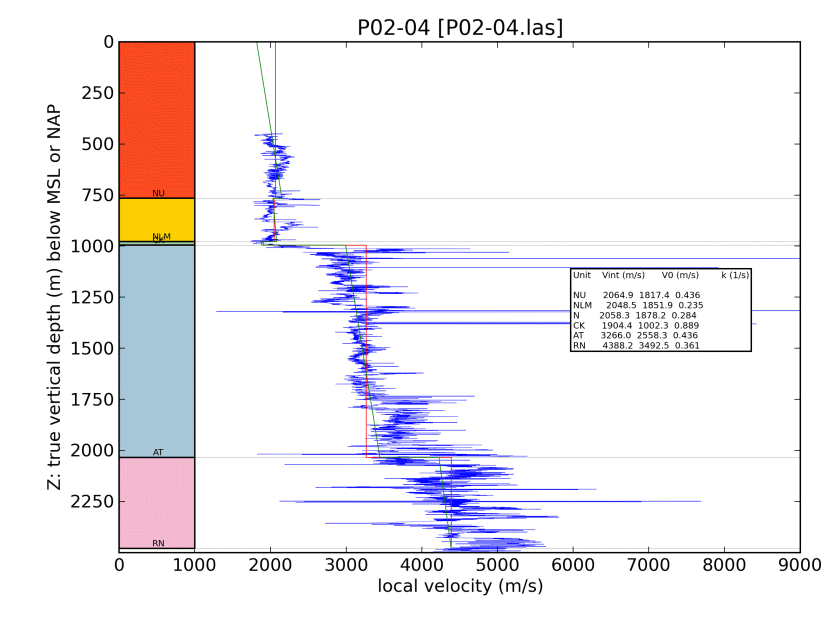 P02-04 [P02-04.las]
0
250
500
750
1000
1250
1500
1750
2000
2250
Z: true vertical depth (m) below MSL or NAP
NU
NLM
CK
AT
RN
Unit Vint (m/s) V0 (m/s) k (1/s)
NU 2064.9 1817.4 0.436
NLM 2048.5 1851.9 0.235
N 2058.3 1878.2 0.284
CK 1904.4 1002.3 0.889
AT 3266.0 2558.3 0.436
RN 4388.2 3492.5 0.361
0 1000 2000 3000 4000 5000 6000 7000 8000 9000
local velocity (m/s)